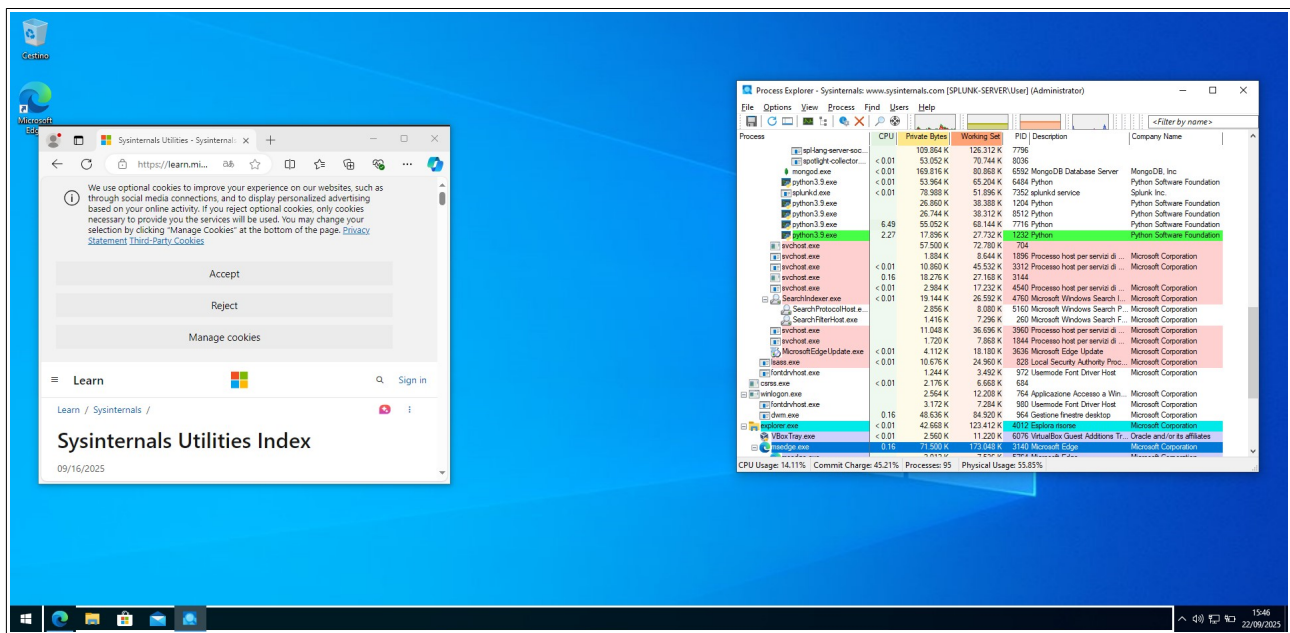 Cestino
Microsoft
Edge
Sysinternals Utilities - Sysinternals
https://learn.mi...
We use optional cookies to improve your experience on our websites, such as
through social media connections, and to display personalized advertising
based on your online activity. If you reject optional cookies, only cookies
necessary to provide you the services will be used. You may change your
selection by clicking "Manage Cookies" at the bottom of the page. Privacy
Statement Third-Party Cookies
Accept
Reject
Manage cookies
Learn
Sign in
Learn / Sysinternals /
Sysinternals Utilities Index
09/16/2025
Process Explorer - Sysinternals: www.sysinternals.com [SPLUNK-SERVER\User] (Administrator)
File Options View Process Find Users Help
<Filter by name>
Process CPU Private Bytes Working Set PID Description Company Name
spl-lang-server-soc... 109.864 K 126.312 K 7796
spotlight-collector... < 0.01 53.052 K 70.744 K 8036
mongod.exe < 0.01 169.816 K 80.868 K 6592 MongoDB Database Server MongoDB, Inc
python3.9.exe < 0.01 53.964 K 65.204 K 6484 Python Python Software Foundation
splunkd.exe < 0.01 78.988 K 51.896 K 7352 splunkd service Splunk Inc.
python3.9.exe 26.860 K 38.388 K 1204 Python Python Software Foundation
python3.9.exe 26.744 K 38.312 K 8512 Python Python Software Foundation
python3.9.exe 6.49 55.052 K 68.144 K 7716 Python Python Software Foundation
python3.9.exe 2.27 17.896 K 27.732 K 1232 Python Python Software Foundation
svchost.exe 57.500 K 72.780 K 704
svchost.exe 1.884 K 8.644 K 1896 Processo host per servizi di ... Microsoft Corporation
svchost.exe < 0.01 10.860 K 45.532 K 3312 Processo host per servizi di ... Microsoft Corporation
svchost.exe 0.16 18.276 K 27.168 K 3144
svchost.exe < 0.01 2.984 K 17.232 K 4540 Processo host per servizi di ... Microsoft Corporation
SearchIndexer.exe < 0.01 19.144 K 26.592 K 4760 Microsoft Windows Search I... Microsoft Corporation
SearchProtocolHost.e... 2.856 K 8.080 K 5160 Microsoft Windows Search P... Microsoft Corporation
SearchFilterHost.exe 1.416 K 7.296 K 260 Microsoft Windows Search F... Microsoft Corporation
svchost.exe 11.048 K 36.696 K 3960 Processo host per servizi di ... Microsoft Corporation
svchost.exe 1.720 K 7.868 K 1844 Processo host per servizi di ... Microsoft Corporation
MicrosoftEdgeUpdate.exe < 0.01 4.112 K 18.180 K 3636 Microsoft Edge Update Microsoft Corporation
lsass.exe < 0.01 10.676 K 24.960 K 828 Local Security Authority Proc... Microsoft Corporation
fontdrvhost.exe 1.244 K 3.492 K 972 Usermode Font Driver Host Microsoft Corporation
csrss.exe < 0.01 2.176 K 6.668 K 684
winlogon.exe 2.564 K 12.208 K 764 Applicazione Accesso a Win... Microsoft Corporation
fontdrvhost.exe 3.172 K 7.284 K 980 Usermode Font Driver Host Microsoft Corporation
dwm.exe 0.16 48.636 K 84.920 K 964 Gestione finestre desktop Microsoft Corporation
explorer.exe < 0.01 42.668 K 123.412 K 4012 Esplora risorse Microsoft Corporation
VBoxTray.exe < 0.01 2.560 K 11.220 K 6076 VirtualBox Guest Additions Tr... Oracle and/or its affiliates
msedge.exe 0.16 71.500 K 173.048 K 3140 Microsoft Edge Microsoft Corporation
CPU Usage: 14.11% Commit Charge: 45.21% Processes: 95 Physical Usage: 55.85%
15:46
22/09/2025